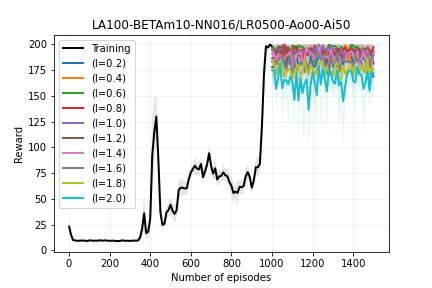 LA100-BETAm10-NN016/LR0500-Ao00-Ai50
Reward
200
175
150
125
100
75
50
25
0
Training
(l=0.2)
(l=0.4)
(l=0.6)
(l=0.8)
(l=1.0)
(l=1.2)
(l=1.4)
(l=1.6)
(l=1.8)
(l=2.0)
0 200 400 600 800 1000 1200 1400
Number of episodes